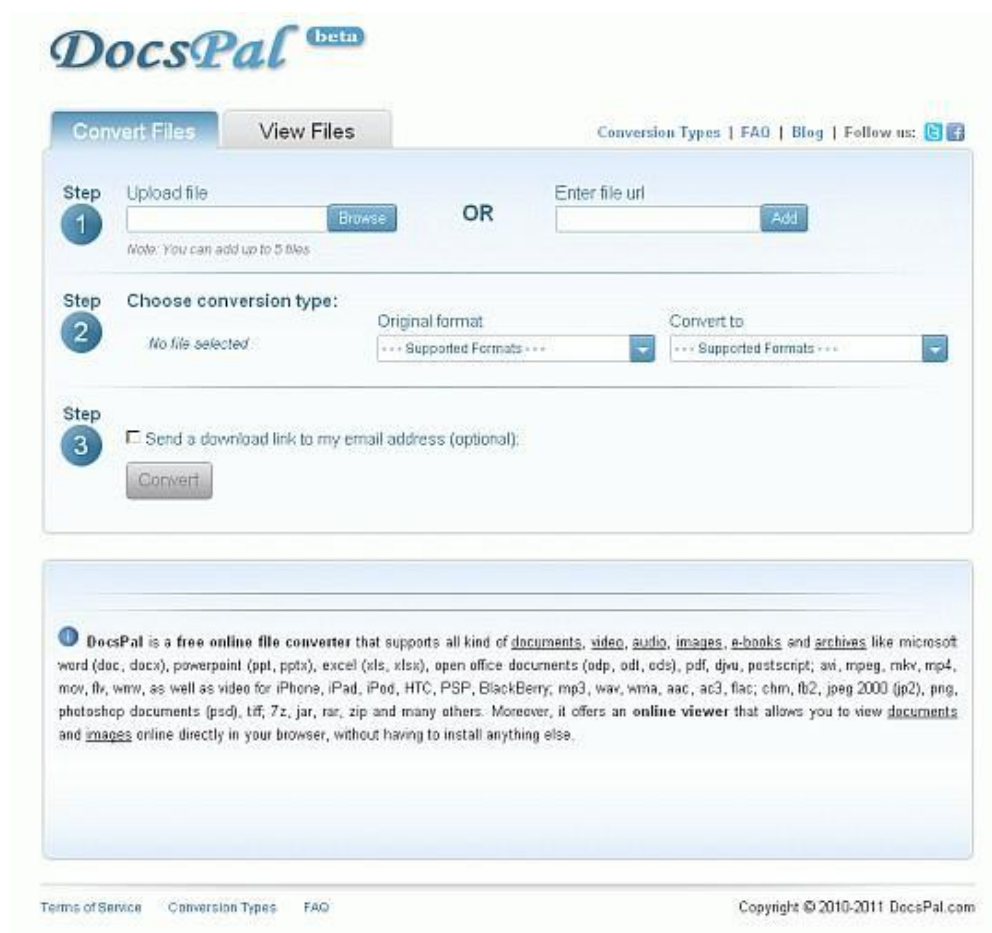 DocsPal beta
Convert Files View Files Conversion Types | FAQ | Blog | Follow us:
Step Upload file Enter file url
1 Browse OR Add
Note: You can add up to 5 files
Step Choose conversion type:
Original format Convert to
2 No file selected --- Supported Formats --- --- Supported Formats ---
Step
3 Send a download link to my email address (optional):
Convert
DocsPal is a free online file converter that supports all kind of documents, video, audio, images, e-books and archives like microsoft
word (doc, docx), powerpoint (ppt, pptx), excel (xls, xlsx), open office documents (odp, odt, ods), pdf, djvu, postscript; avi, mpeg, mkv, mp4,
mov, flv, wmv, as well as video for iPhone, iPad, iPod, HTC, PSP, BlackBerry; mp3, wav, wma, aac, ac3, flac; chm, fb2, jpeg 2000 (jp2), png,
photoshop documents (psd), tiff, 7z, jar, rar, zip and many others. Moreover, it offers an online viewer that allows you to view documents
and images online directly in your browser, without having to install anything else.
Terms of Service Conversion Types FAQ Copyright © 2010-2011 DocsPal.com